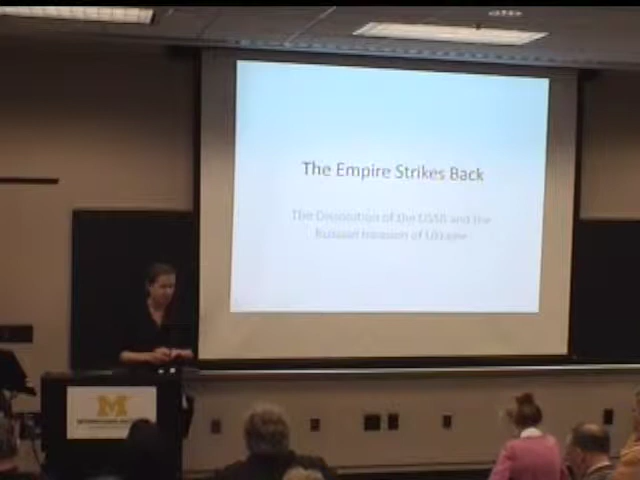 The Empire Strikes Back
The Dissolution of the USSR and the
Russian Invasion of Ukraine
M